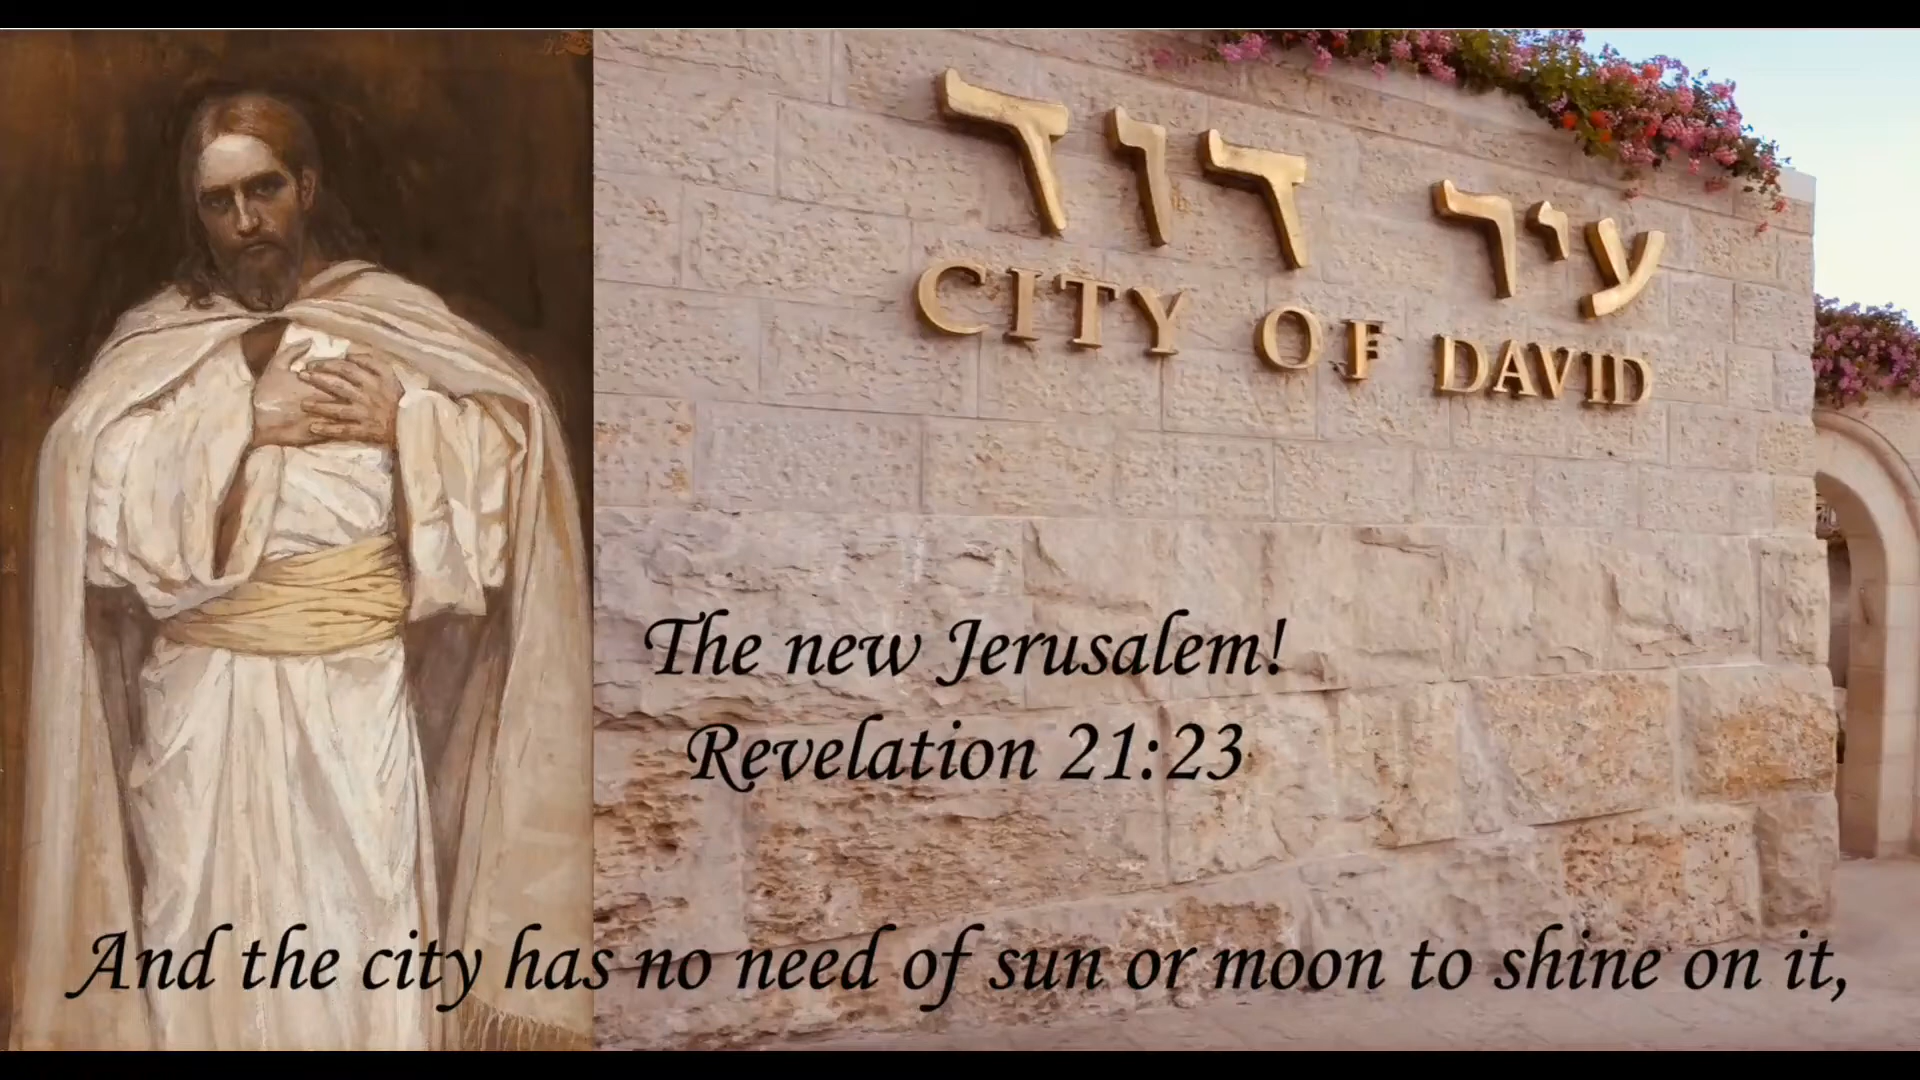 עיר דוד
CITY OF DAVID
The new Jerusalem!
Revelation 21:23
And the city has no need of sun or moon to shine on it,